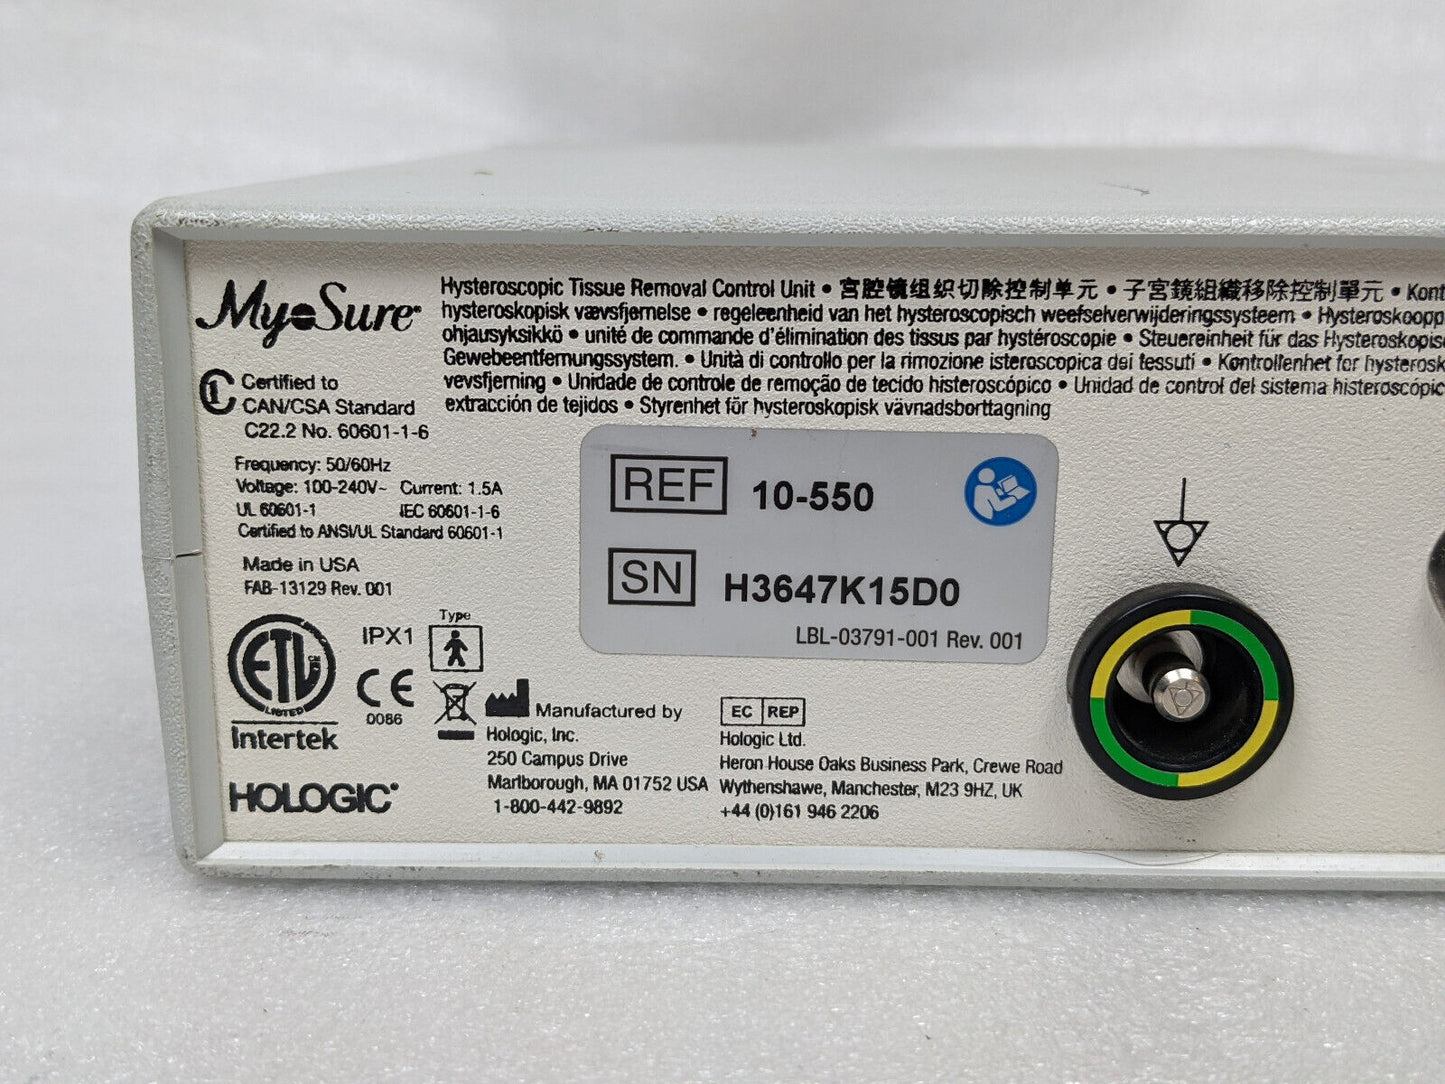 MyoSure
Hysteroscopic Tissue Removal Control Unit • 宫腔镜组织切除控制单元 • 子宮鏡組織移除控制單元 • Kont
hysteroskopisk vævsfjernelse • regeleenheid van het hysteroscopisch weefselverwijderingssysteem • Hysteroskoopp
ohjausyksikkö • unité de commande d'élimination des tissus par hystéroscopie • Steuereinheit für das Hysteroskopisc
Gewebeentfernungssystem. • Unità di controllo per la rimozione isteroscopica dei tessuti • Kontrollenhet for hysterosk
vevsfjerning • Unidade de controle de remoção de tecido histeroscópico • Unidad de control del sistema histeroscópic
extracción de tejidos • Styrenhet för hysteroskopisk vävnadsborttagning
Certified to
CAN/CSA Standard
C22.2 No. 60601-1-6
Frequency: 50/60Hz
Voltage: 100-240V~ Current: 1.5A
UL 60601-1 IEC 60601-1-6
Certified to ANSI/UL Standard 60601-1
Made in USA
FAB-13129 Rev. 001
REF 10-550
SN H3647K15D0
LBL-03791-001 Rev. 001
ETL CM
LISTED
Intertek
IPX1
Type
CE
0086
HOLOGIC
Manufactured by
Hologic, Inc.
250 Campus Drive
Marlborough, MA 01752 USA
1-800-442-9892
EC REP
Hologic Ltd.
Heron House Oaks Business Park, Crewe Road
Wythenshawe, Manchester, M23 9HZ, UK
+44 (0)161 946 2206